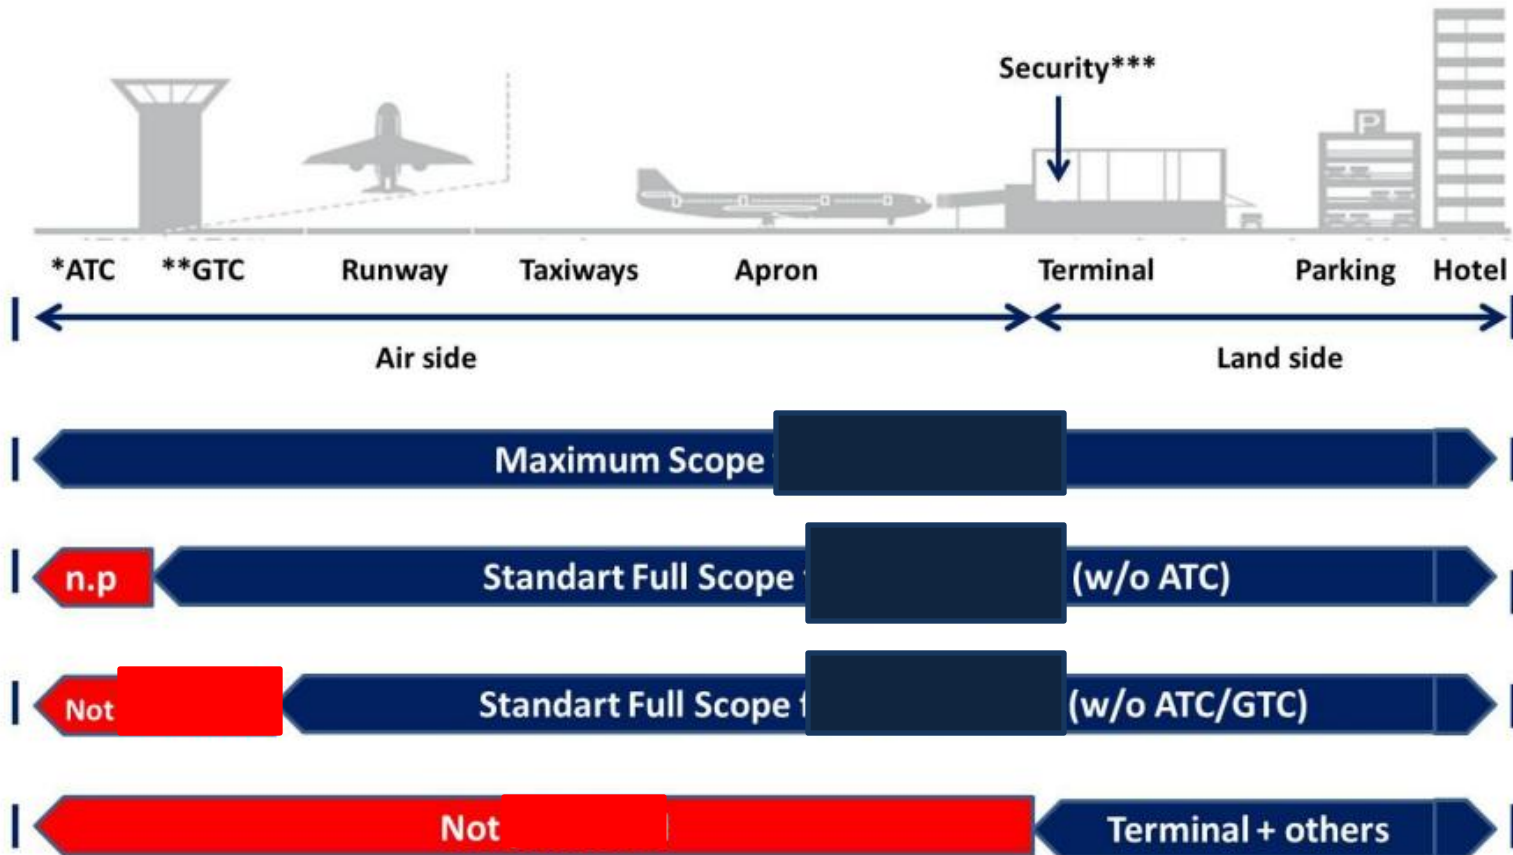 Security***
*ATC **GTC Runway Taxiways Apron Terminal Parking Hotel
Air side Land side
Maximum Scope
n.p Standart Full Scope (w/o ATC)
Not Standart Full Scope (w/o ATC/GTC)
Not Terminal + others
P